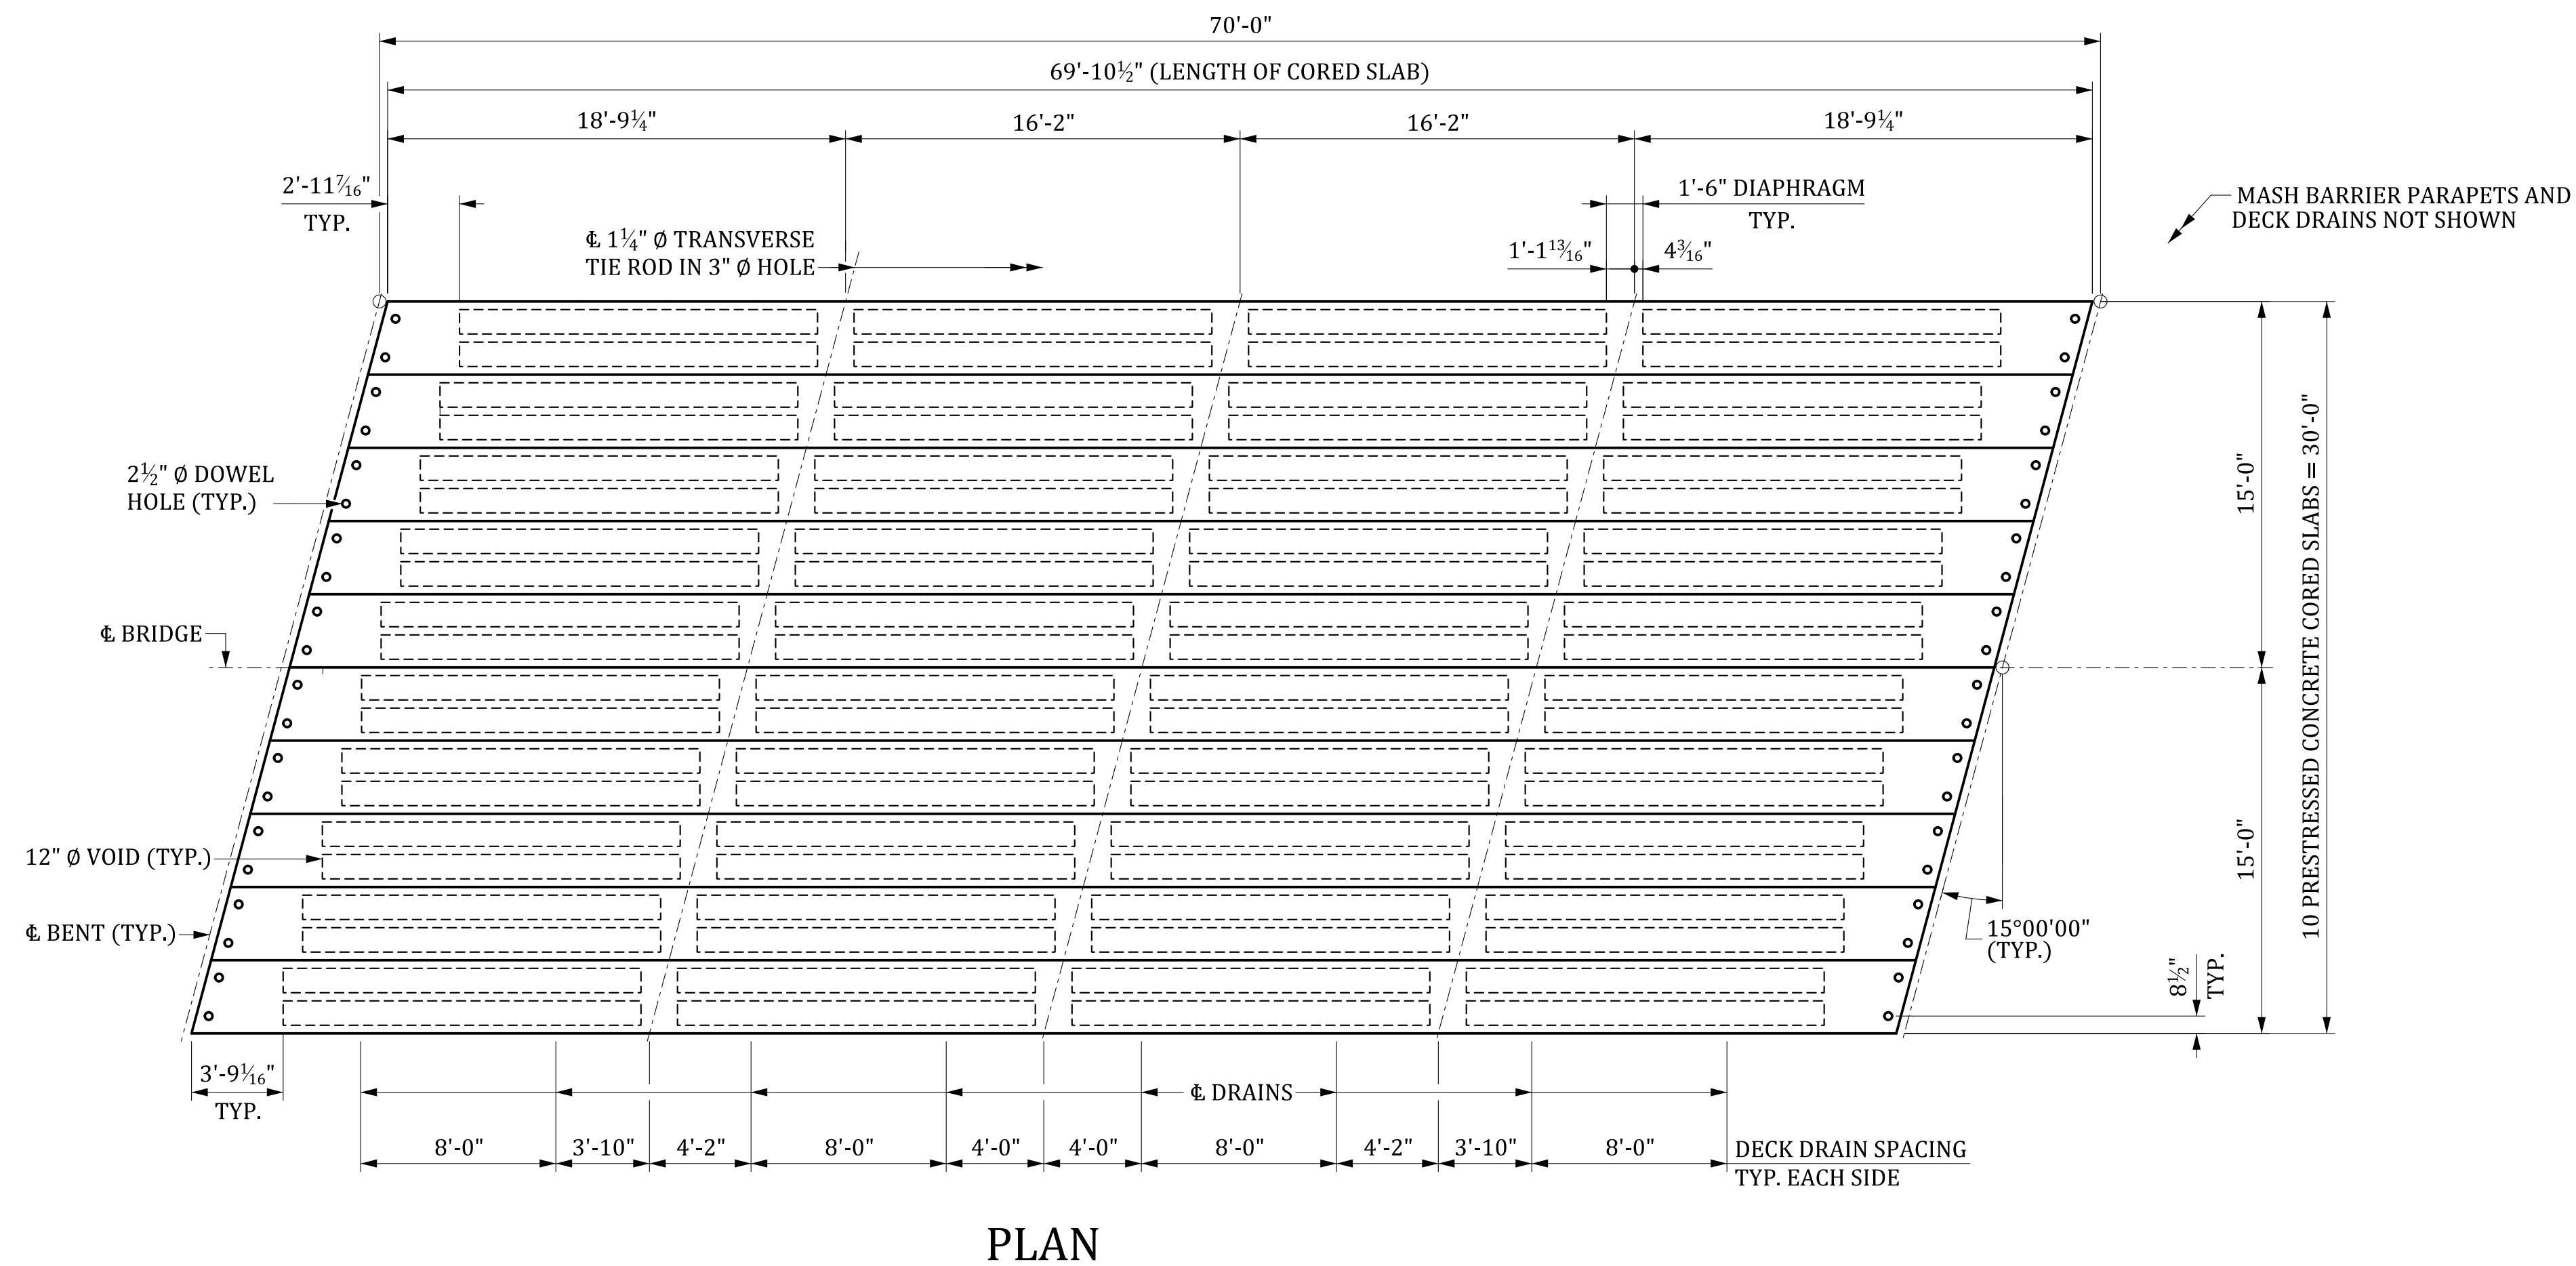 70'-0"
69'-10½" (LENGTH OF CORED SLAB)
18'-9¼"
16'-2"
16'-2"
18'-9¼"
2'-11⁷⁄₁₆"
TYP.
1'-6" DIAPHRAGM
TYP.
MASH BARRIER PARAPETS AND
DECK DRAINS NOT SHOWN
℄ 1¼" Ø TRANSVERSE
TIE ROD IN 3" Ø HOLE
1'-1¹³⁄₁₆"
4³⁄₁₆"
2½" Ø DOWEL
HOLE (TYP.)
15'-0"
10 PRESTRESSED CONCRETE CORED SLABS = 30'-0"
℄ BRIDGE
12" Ø VOID (TYP.)
15'-0"
℄ BENT (TYP.)
15°00'00"
(TYP.)
8½"
TYP.
3'-9¹⁄₁₆"
TYP.
℄ DRAINS
8'-0"
3'-10"
4'-2"
8'-0"
4'-0"
4'-0"
8'-0"
4'-2"
3'-10"
8'-0"
DECK DRAIN SPACING
TYP. EACH SIDE
PLAN